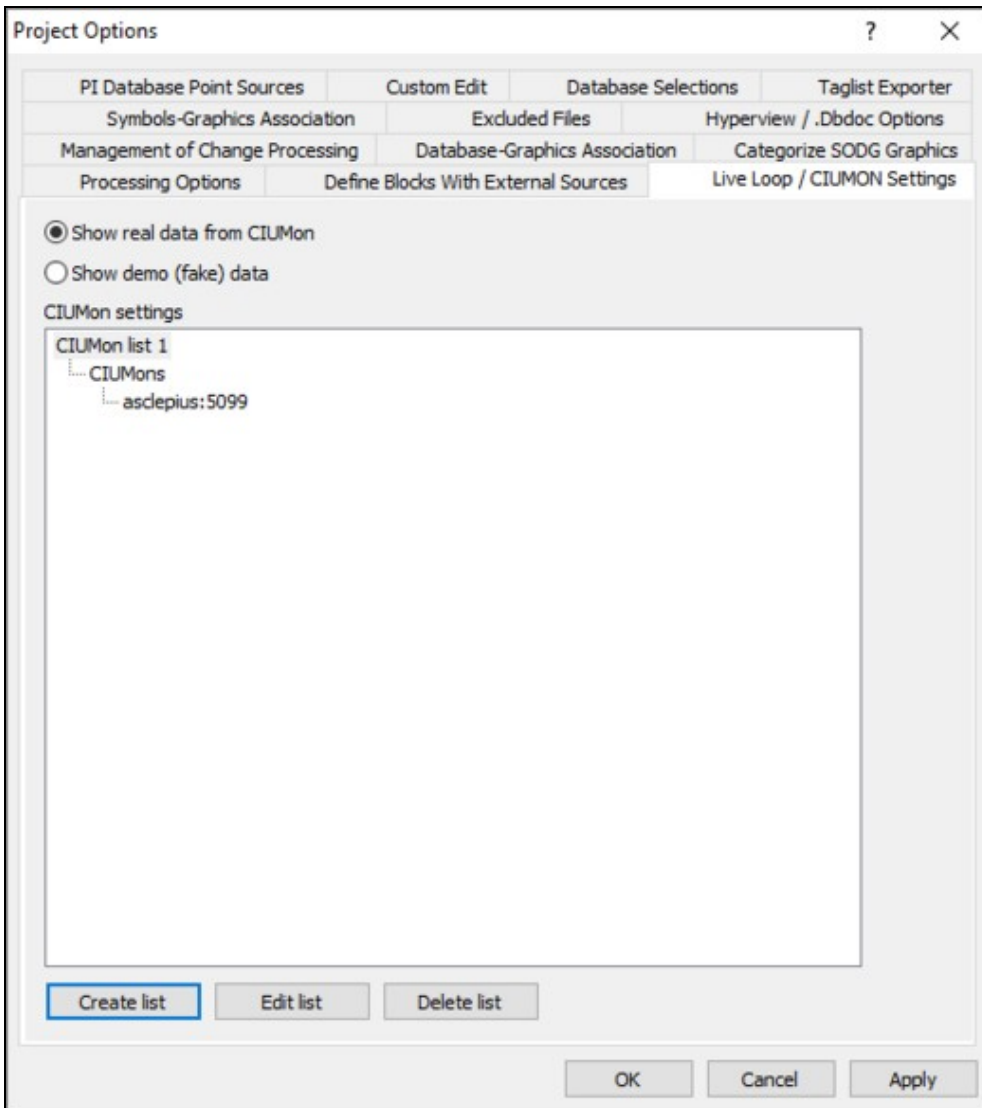 Project Options ? ✕
PI Database Point Sources Custom Edit Database Selections Taglist Exporter
Symbols-Graphics Association Excluded Files Hyperview / .Dbdoc Options
Management of Change Processing Database-Graphics Association Categorize SODG Graphics
Processing Options Define Blocks With External Sources Live Loop / CIUMON Settings
Show real data from CIUMon
Show demo (fake) data
CIUMon settings
CIUMon list 1
CIUMons
asclepius:5099
Create list Edit list Delete list
OK Cancel Apply